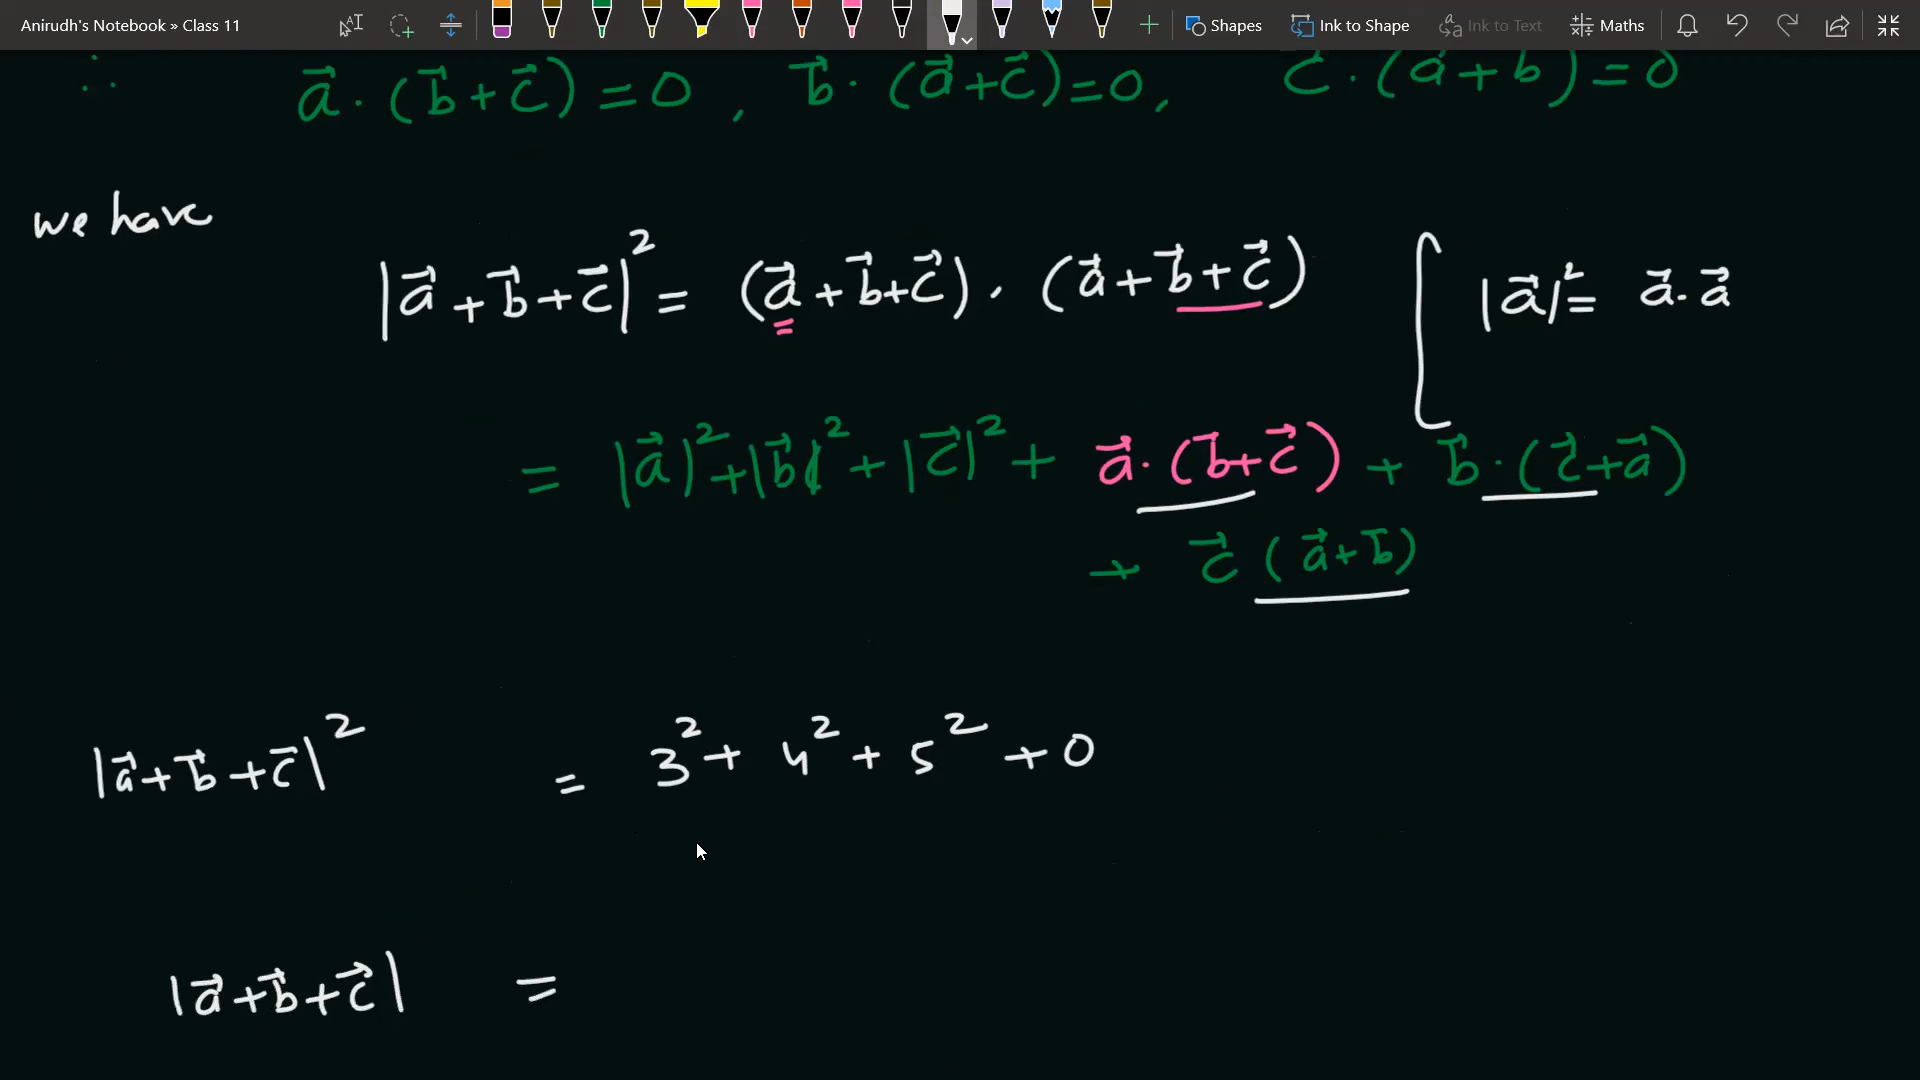 Anirudh's Notebook » Class 11 Shapes Ink to Shape Ink to Text Maths
∴ a⃗ · (b⃗ + c⃗) = 0 , b⃗ · (a⃗ + c⃗) = 0, c⃗ · (a⃗ + b⃗) = 0
we have
|a⃗ + b⃗ + c⃗|² = (a⃗ + b⃗ + c⃗) · (a⃗ + b⃗ + c⃗) [ |a⃗|² = a⃗ · a⃗
= |a⃗|² + |b⃗|² + |c⃗|² + a⃗ · (b⃗ + c⃗) + b⃗ · (c⃗ + a⃗)
+ c⃗ (a⃗ + b⃗)
|a⃗ + b⃗ + c⃗|² = 3² + 4² + 5² + 0
|a⃗ + b⃗ + c⃗| =